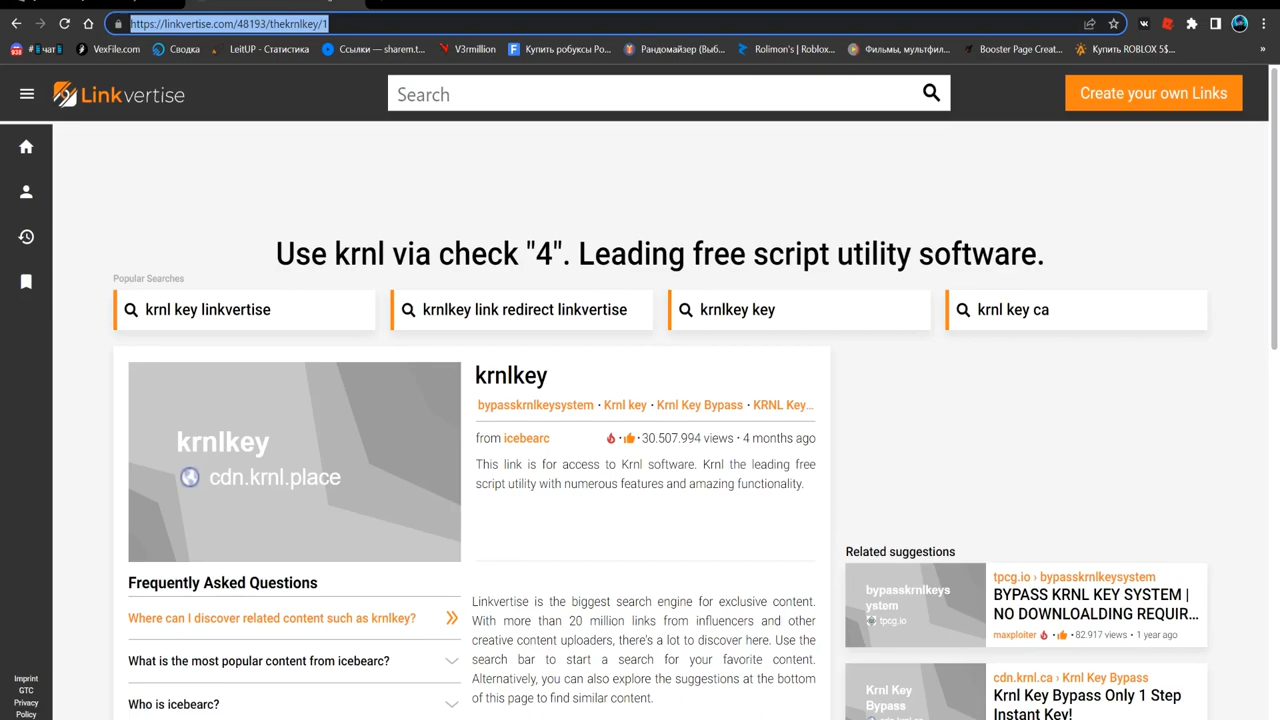 https://linkvertise.com/48193/thekrnlkey/1
# чат
VexFile.com
Сводка
LeitUP - Статистика
Ссылки — sharem.t...
V3rmillion
Купить робуксы Ро...
Рандомайзер (Выб...
Rolimon's | Roblox...
Фильмы, мультфил...
Booster Page Creat...
Купить ROBLOX 5$...
»
Linkvertise
Search
Create your own Links
Use krnl via check "4". Leading free script utility software.
Popular Searches
krnl key linkvertise
krnlkey link redirect linkvertise
krnlkey key
krnl key ca
krnlkey
cdn.krnl.place
krnlkey
bypasskrnlkeysystem · Krnl key · Krnl Key Bypass · KRNL Key...
from icebearc
30.507.994 views · 4 months ago
This link is for access to Krnl software. Krnl the leading free
script utility with numerous features and amazing functionality.
Frequently Asked Questions
Where can I discover related content such as krnlkey?
What is the most popular content from icebearc?
Who is icebearc?
Linkvertise is the biggest search engine for exclusive content.
With more than 20 million links from influencers and other
creative content uploaders, there's a lot to discover here. Use the
search bar to start a search for your favorite content.
Alternatively, you can also explore the suggestions at the bottom
of this page to find similar content.
Related suggestions
bypasskrnlkeys
ystem
tpcg.io
tpcg.io › bypasskrnlkeysystem
BYPASS KRNL KEY SYSTEM |
NO DOWNLOALDING REQUIR...
maxploiter
82.917 views · 1 year ago
Krnl Key
Bypass
cdn.krnl.ca › Krnl Key Bypass
Krnl Key Bypass Only 1 Step
Instant Key!
Imprint
GTC
Privacy
Policy